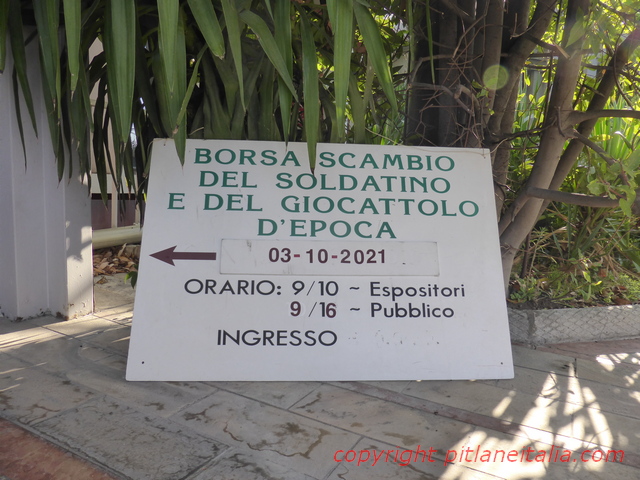 BORSA SCAMBIO
DEL SOLDATINO
E DEL GIOCATTOLO
D'EPOCA
03-10-2021
ORARIO: 9/10 ~ Espositori
9/16 ~ Pubblico
INGRESSO
copyright pitlaneitalia.com